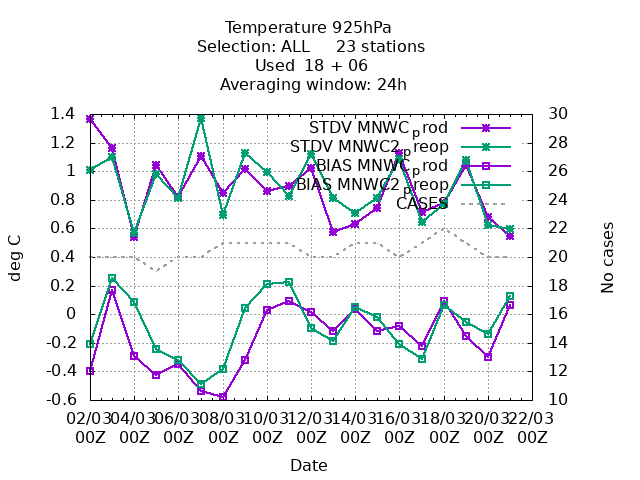 Temperature 925hPa
Selection: ALL 23 stations
Used 18 + 06
Averaging window: 24h
STDV MNWC_prod
STDV MNWC2_preop
BIAS MNWC_prod
BIAS MNWC2_preop
CASES
1.4
1.2
1
0.8
0.6
0.4
0.2
0
-0.2
-0.4
-0.6
30
28
26
24
22
20
18
16
14
12
10
deg C
No cases
02/03 04/03 06/03 08/03 10/03 12/03 14/03 16/03 18/03 20/03 22/03
00Z 00Z 00Z 00Z 00Z 00Z 00Z 00Z 00Z 00Z 00Z
Date